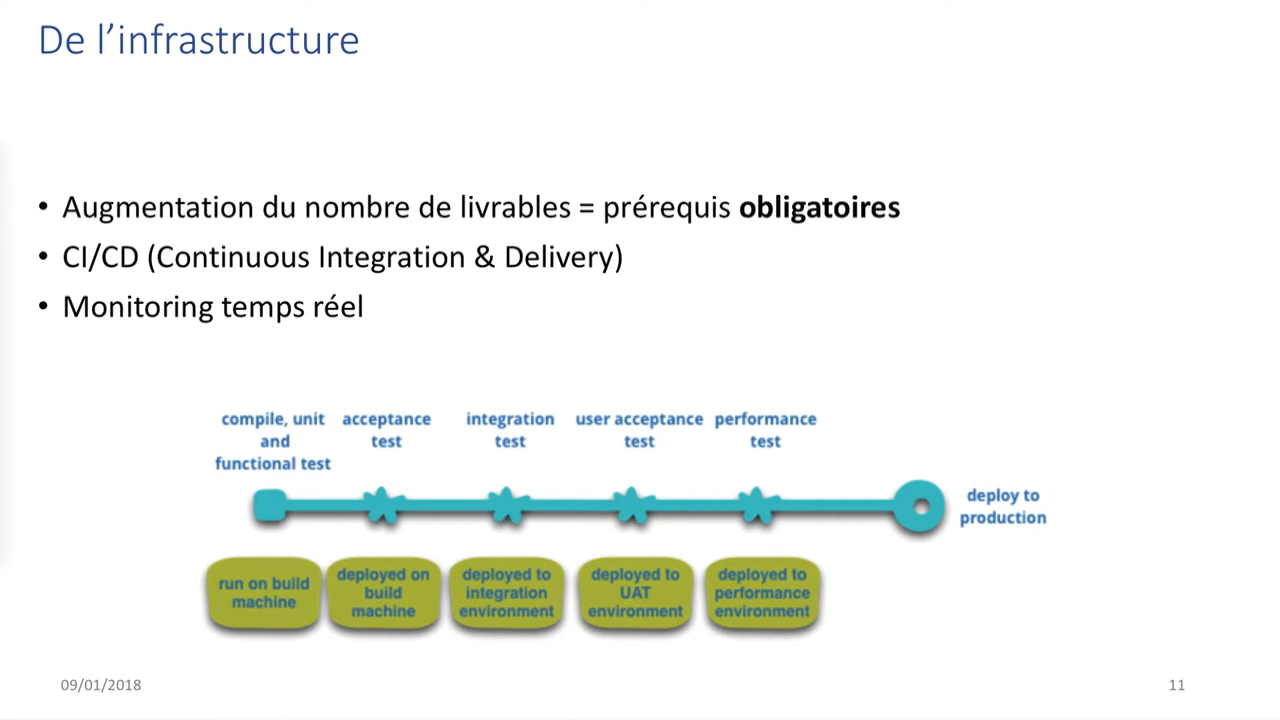 De l’infrastructure
• Augmentation du nombre de livrables = prérequis obligatoires
• CI/CD (Continuous Integration & Delivery)
• Monitoring temps réel
compile, unit
and
functional test
acceptance
test
integration
test
user acceptance
test
performance
test
deploy to
production
run on build
machine
deployed on
build
machine
deployed to
integration
environment
deployed to
UAT
environment
deployed to
performance
environment
09/01/2018
11